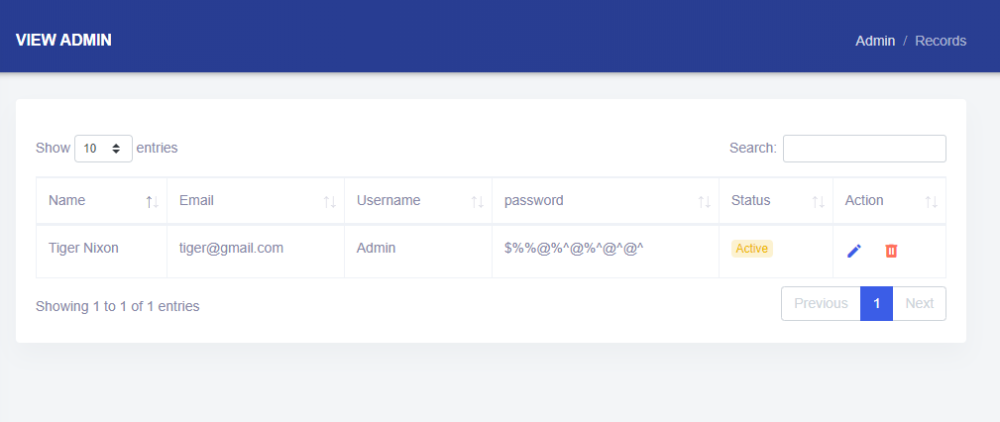 VIEW ADMIN
Admin / Records
Show 10 entries
Search:
Name Email Username password Status Action
Tiger Nixon tiger@gmail.com Admin $%%@%^@%^@^@^ Active
Showing 1 to 1 of 1 entries
Previous 1 Next